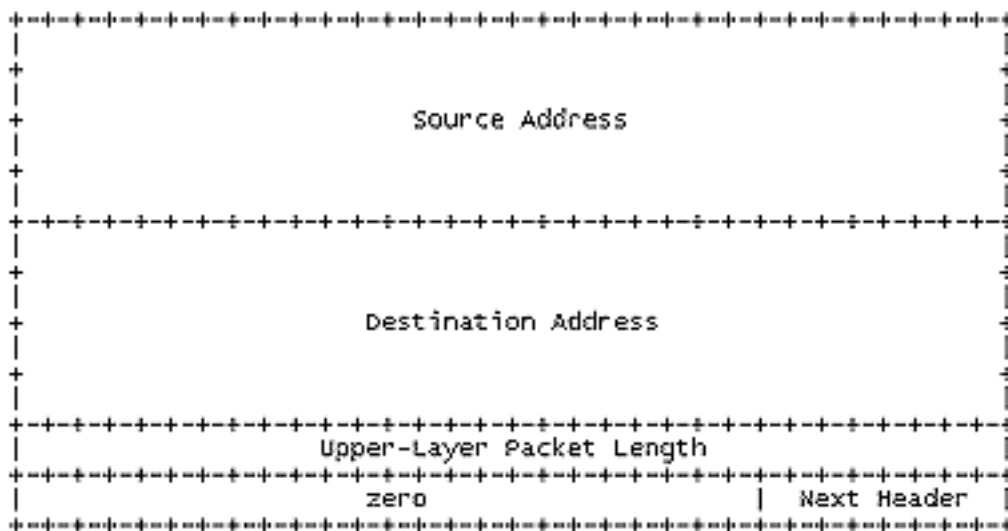 Source Address
Destination Address
Upper-Layer Packet Length
zero | Next Header